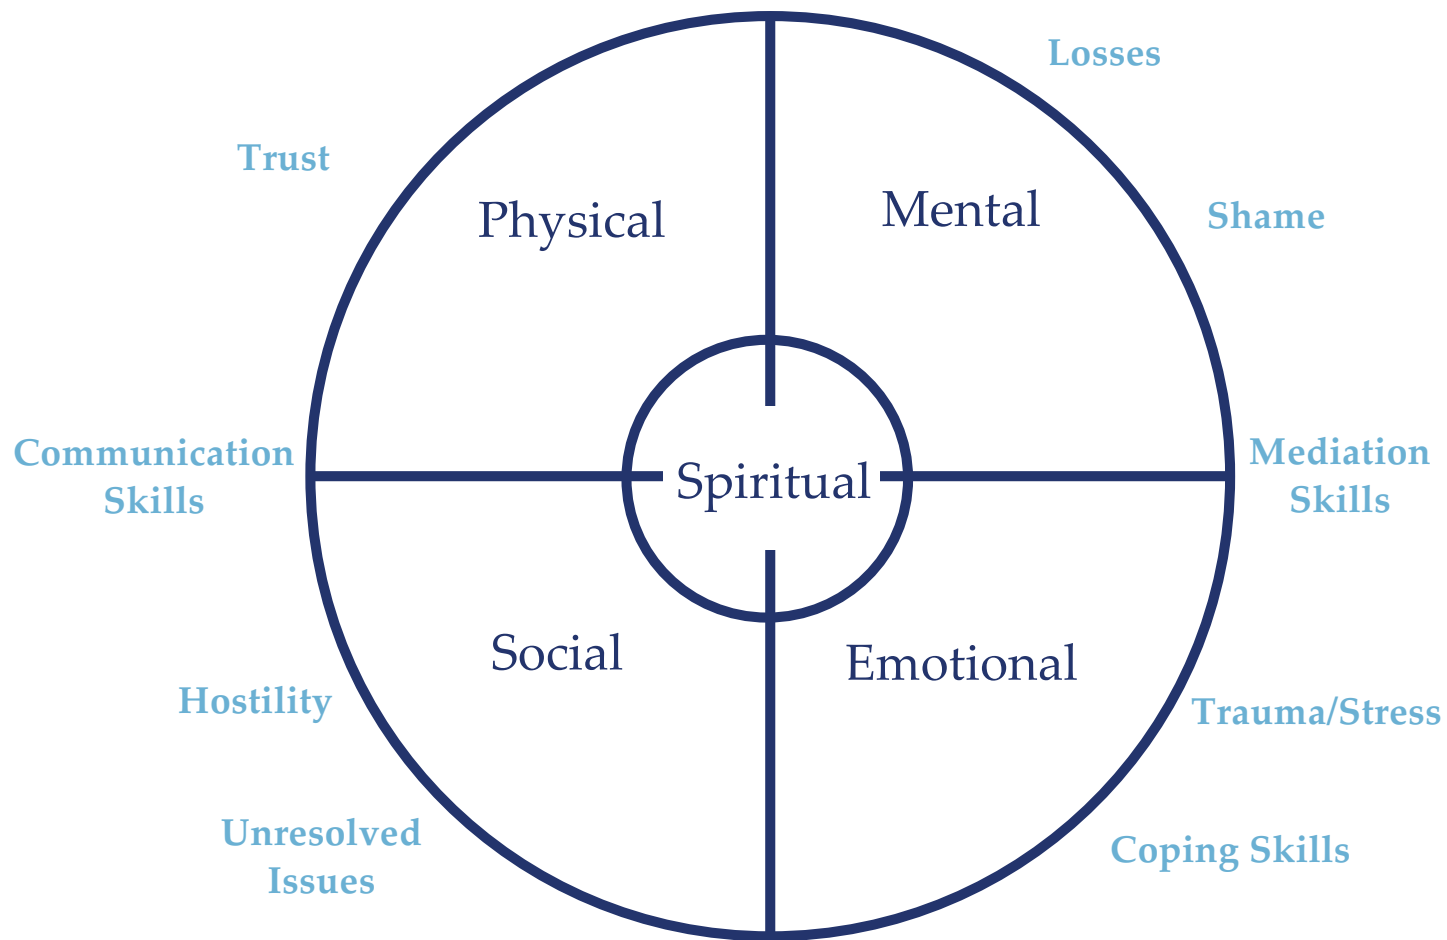 Losses
Trust
Physical
Mental
Shame
Communication
Skills
Spiritual
Mediation
Skills
Social
Emotional
Hostility
Trauma/Stress
Unresolved
Issues
Coping Skills